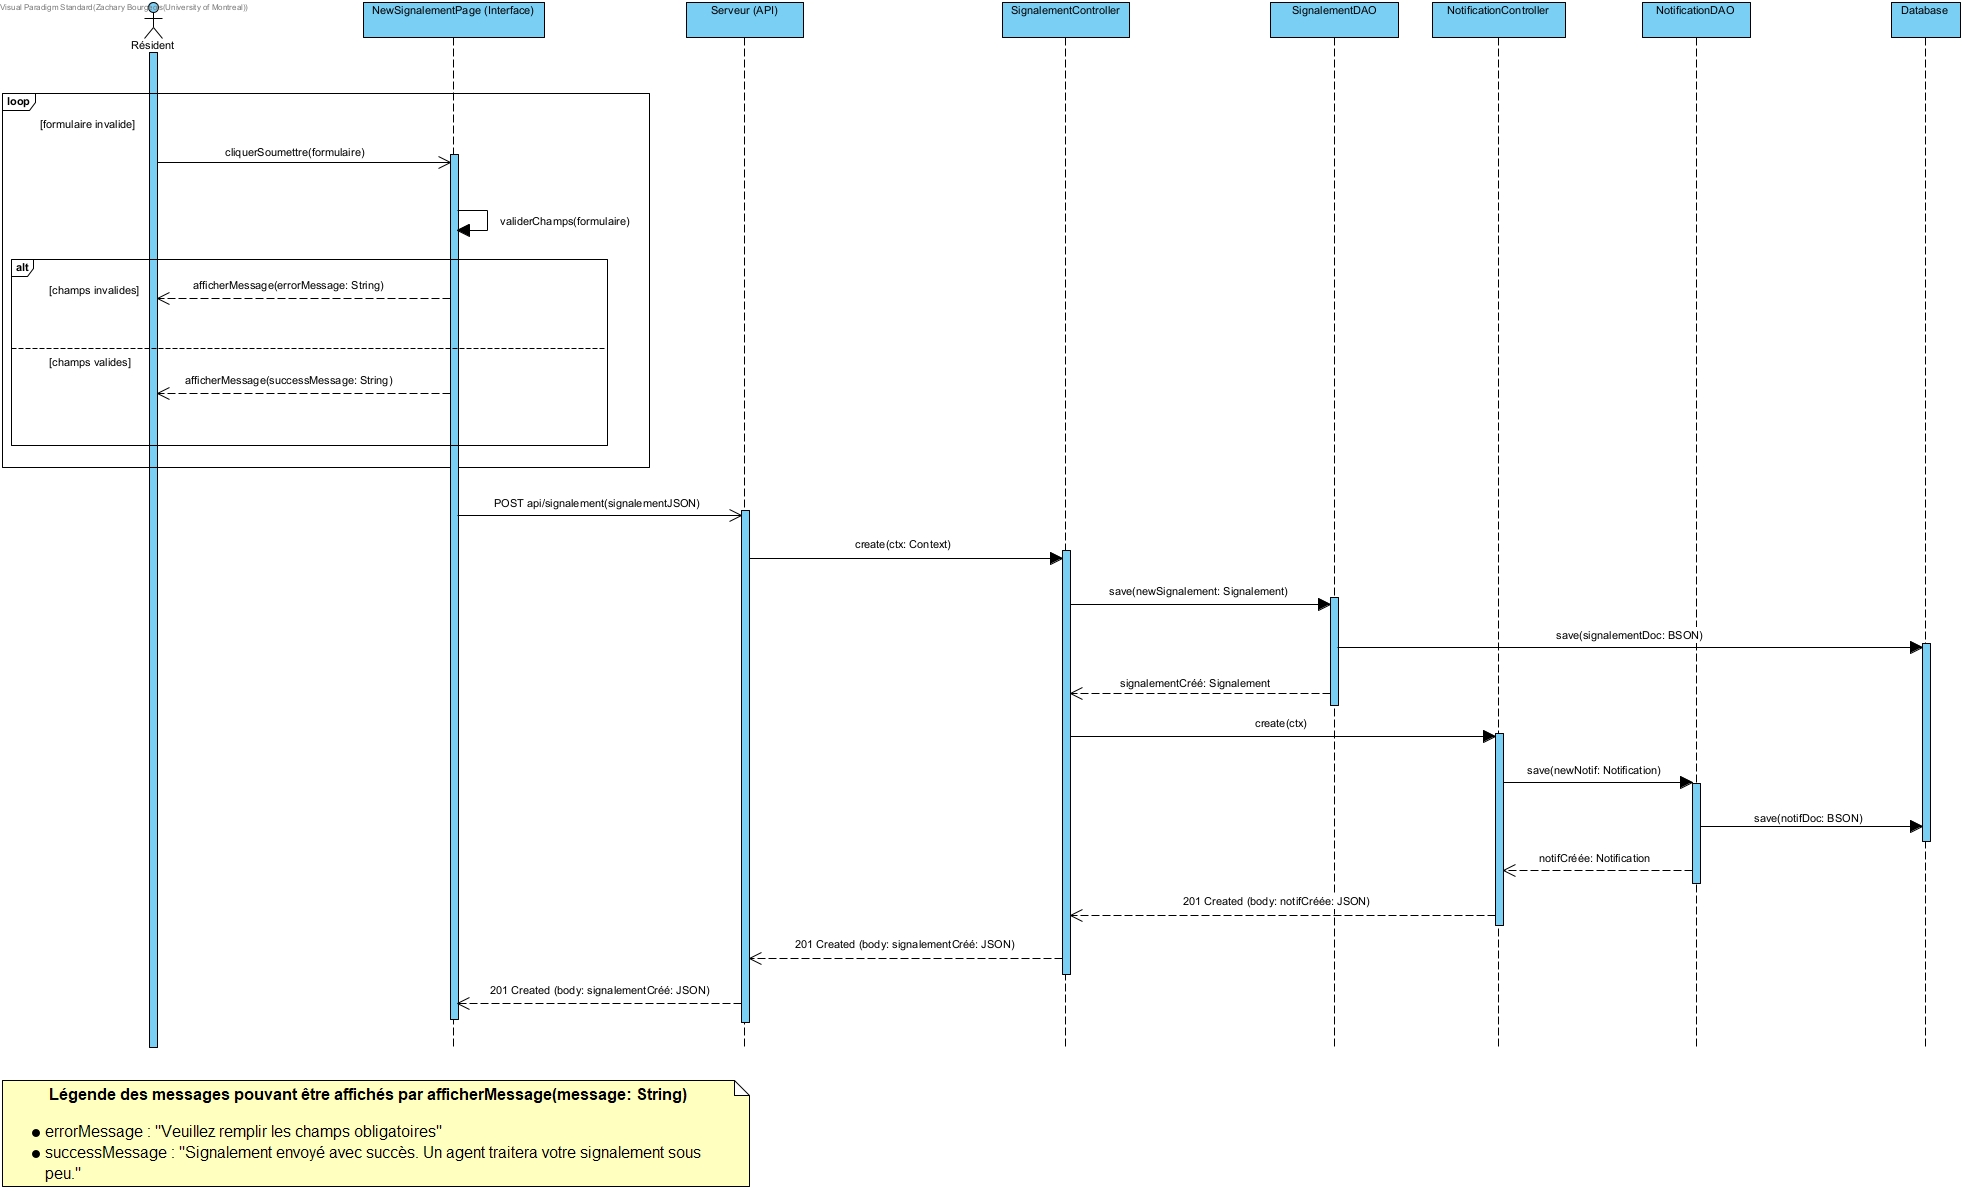 Visual Paradigm Standard(Zachary Bourg   s(University of Montreal))
Résident
NewSignalementPage (Interface)
Serveur (API)
SignalementController
SignalementDAO
NotificationController
NotificationDAO
Database
loop
[formulaire invalide]
cliquerSoumettre(formulaire)
validerChamps(formulaire)
alt
[champs invalides]
afficherMessage(errorMessage: String)
[champs valides]
afficherMessage(successMessage: String)
POST api/signalement(signalementJSON)
create(ctx: Context)
save(newSignalement: Signalement)
save(signalementDoc: BSON)
signalementCréé: Signalement
create(ctx)
save(newNotif: Notification)
save(notifDoc: BSON)
notifCréée: Notification
201 Created (body: notifCréée: JSON)
201 Created (body: signalementCréé: JSON)
201 Created (body: signalementCréé: JSON)
Légende des messages pouvant être affichés par afficherMessage(message: String)
● errorMessage : "Veuillez remplir les champs obligatoires"
● successMessage : "Signalement envoyé avec succès. Un agent traitera votre signalement sous
peu."